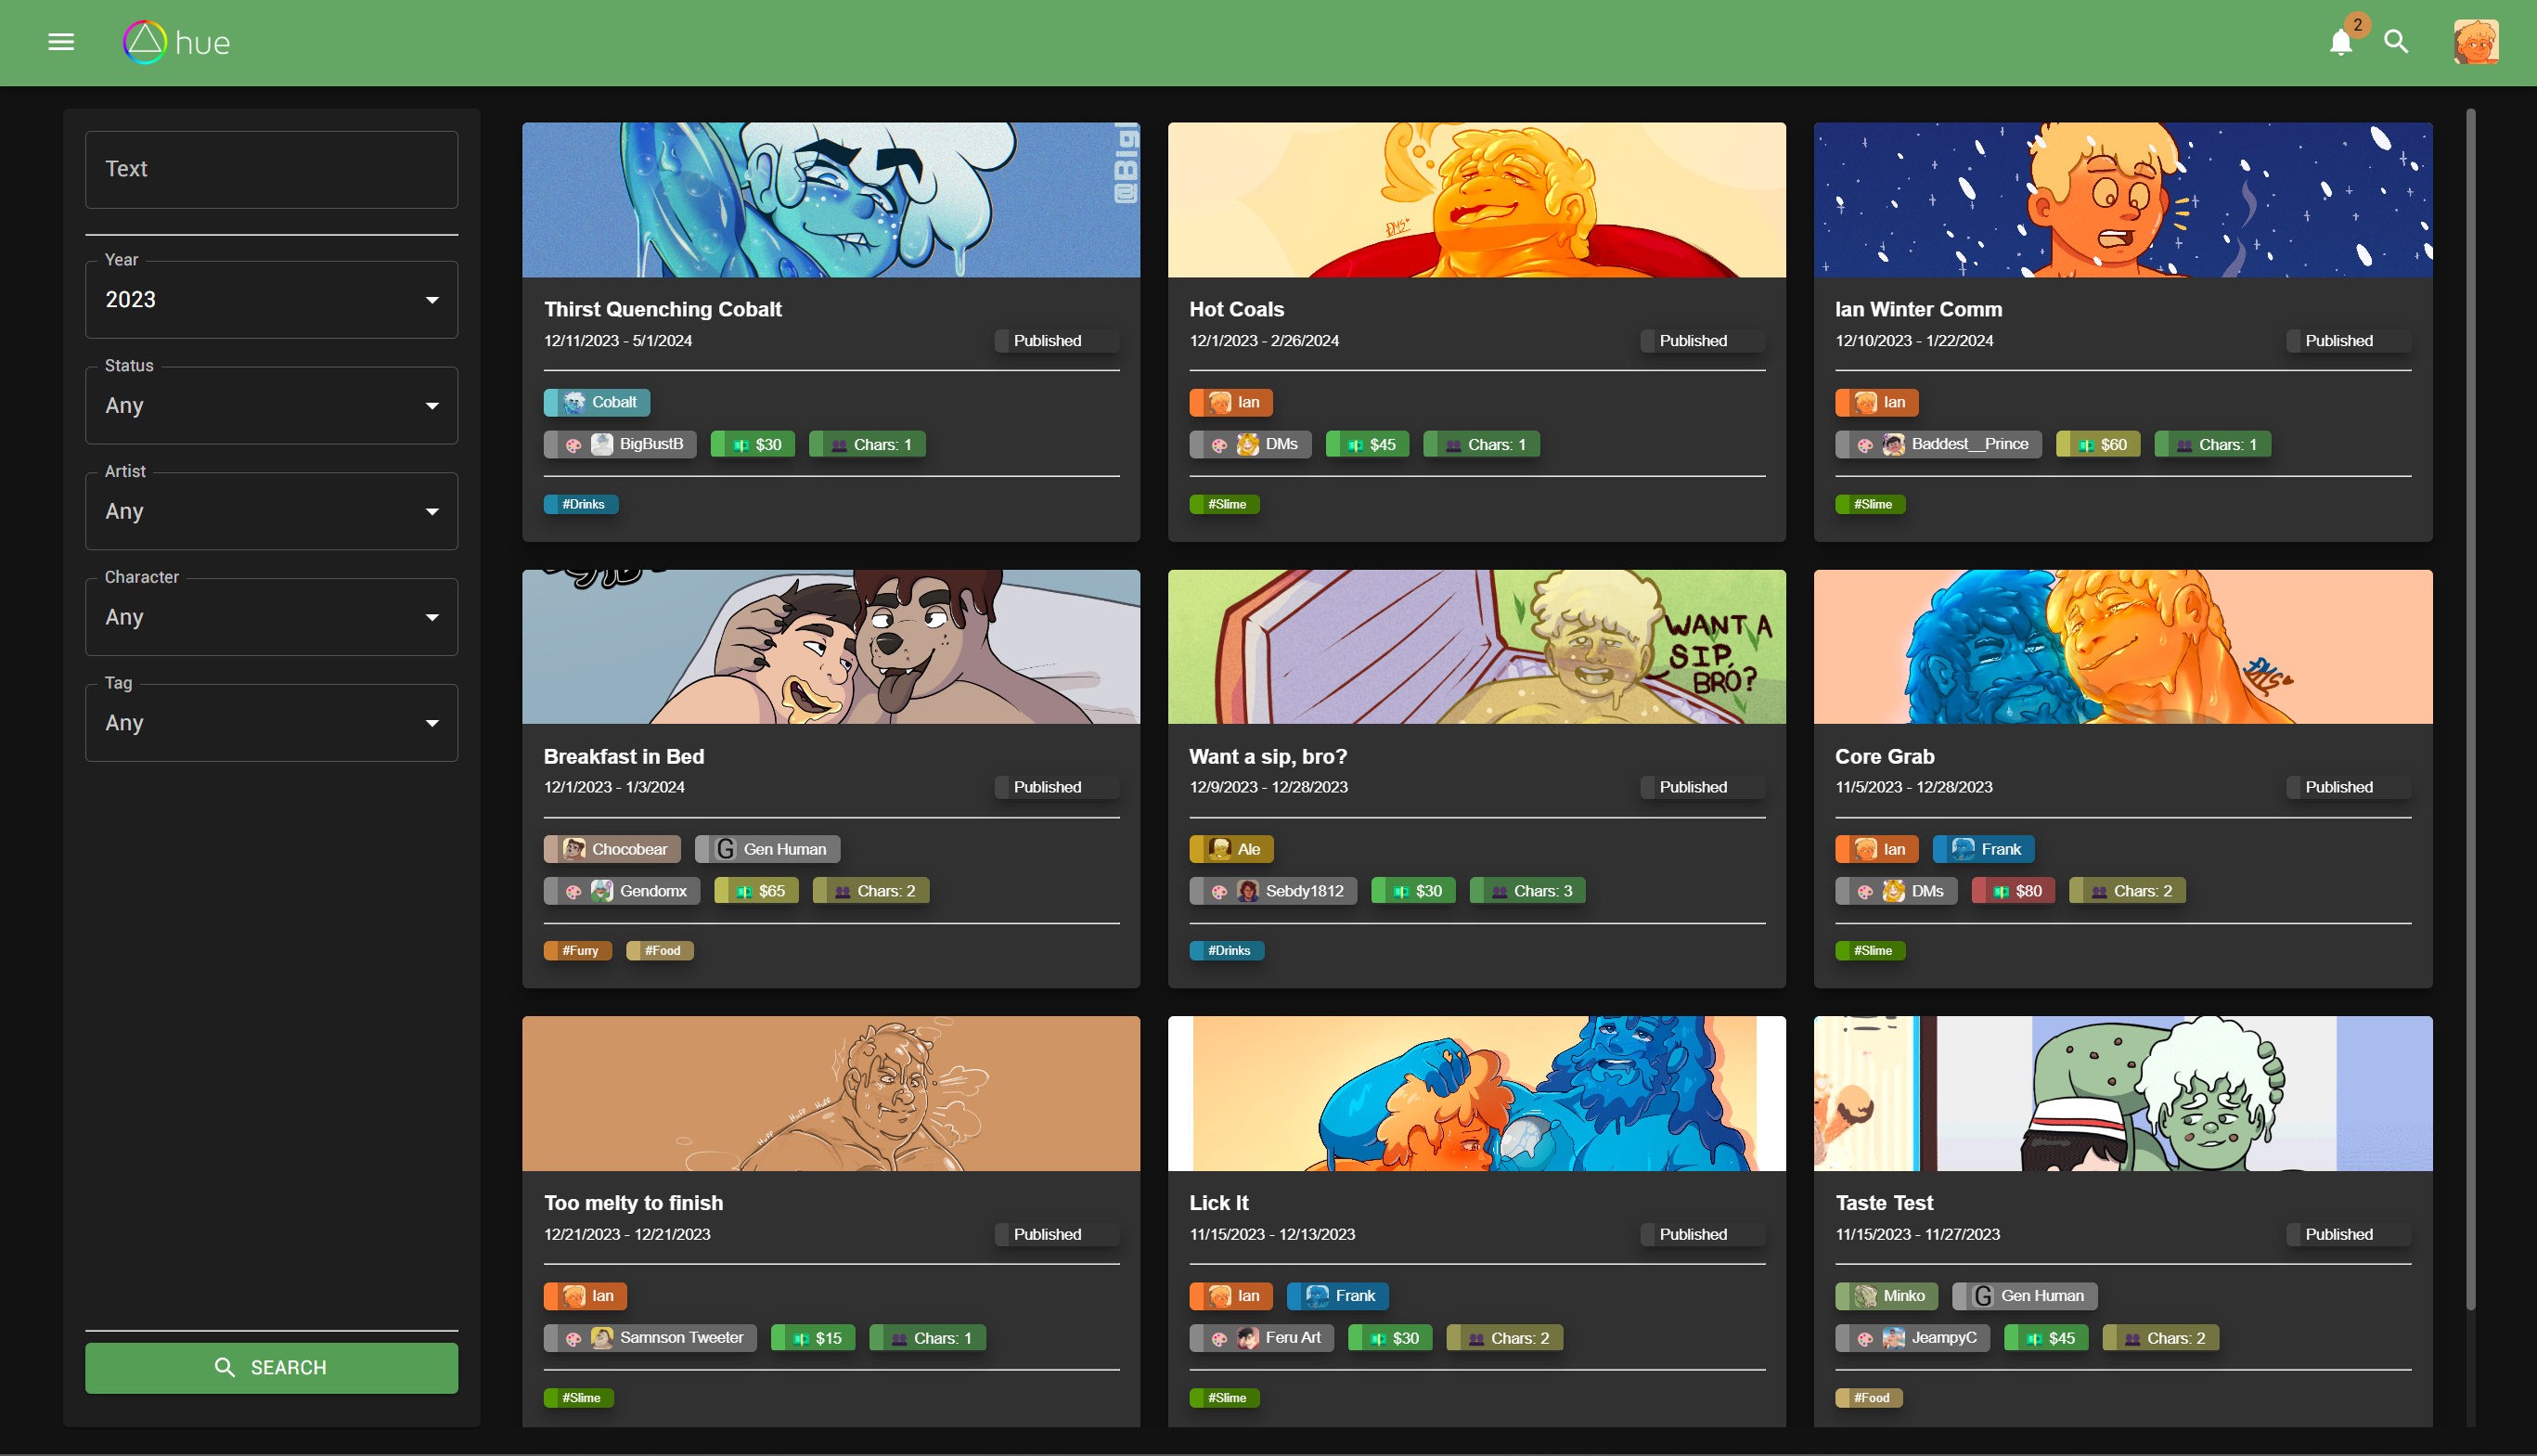 hue
2
Text
Year
2023
Status
Any
Artist
Any
Character
Any
Tag
Any
SEARCH
@BigB
Thirst Quenching Cobalt
12/11/2023 - 5/1/2024
Published
Cobalt
BigBustB
$30
Chars: 1
#Drinks
DMS
Hot Coals
12/1/2023 - 2/26/2024
Published
Ian
DMs
$45
Chars: 1
#Slime
Ian Winter Comm
12/10/2023 - 1/22/2024
Published
Ian
Baddest__Prince
$60
Chars: 1
#Slime
Breakfast in Bed
12/1/2023 - 1/3/2024
Published
Chocobear
G Gen Human
Gendomx
$65
Chars: 2
#Furry
#Food
WANT A
SIP,
BRO?
Want a sip, bro?
12/9/2023 - 12/28/2023
Published
Ale
Sebdy1812
$30
Chars: 3
#Drinks
DMS
Core Grab
11/5/2023 - 12/28/2023
Published
Ian
Frank
DMs
$80
Chars: 2
#Slime
Huff Huff
Huff
Too melty to finish
12/21/2023 - 12/21/2023
Published
Ian
Samnson Tweeter
$15
Chars: 1
#Slime
Lick It
11/15/2023 - 12/13/2023
Published
Ian
Frank
Feru Art
$30
Chars: 2
#Slime
Taste Test
11/15/2023 - 11/27/2023
Published
Minko
G Gen Human
JeampyC
$45
Chars: 2
#Food